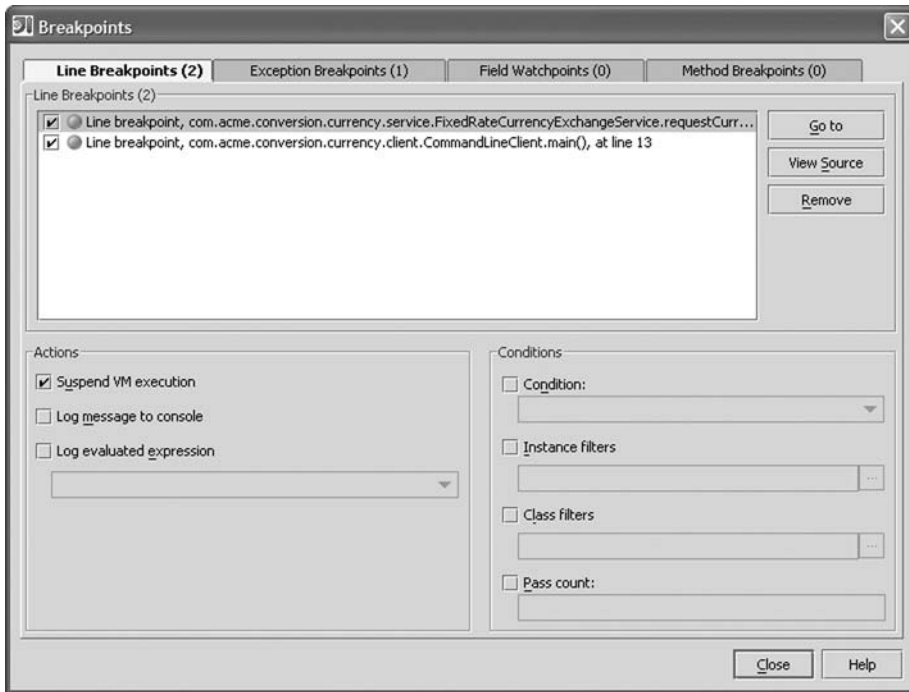 Breakpoints
Line Breakpoints (2) Exception Breakpoints (1) Field Watchpoints (0) Method Breakpoints (0)
Line Breakpoints (2)
Line breakpoint, com.acme.conversion.currency.service.FixedRateCurrencyExchangeService.requestCurr...
Line breakpoint, com.acme.conversion.currency.client.CommandLineClient.main(), at line 13
Go to
View Source
Remove
Actions
Suspend VM execution
Log message to console
Log evaluated expression
Conditions
Condition:
Instance filters
...
Class filters
...
Pass count:
Close Help